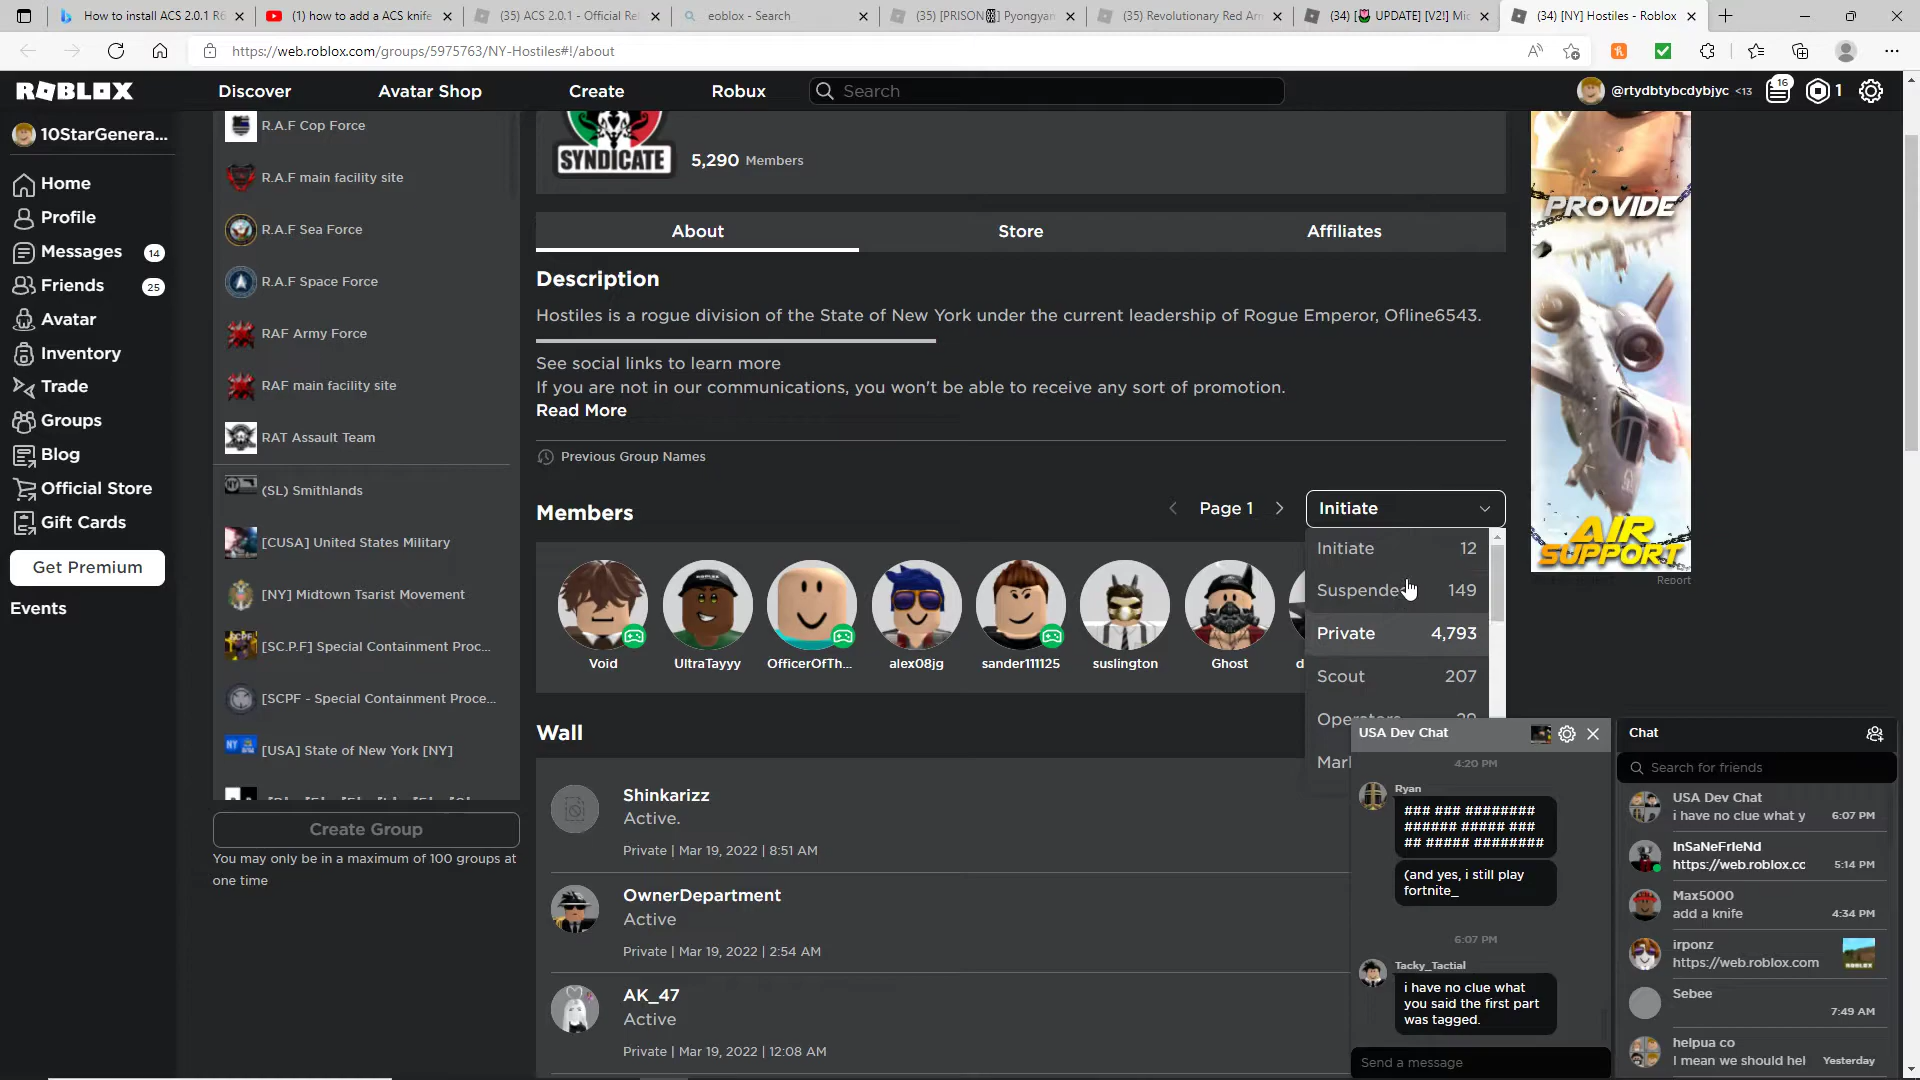 How to install ACS 2.0.1 R6
(1) how to add a ACS knife
(35) ACS 2.0.1 - Official Rel
eoblox - Search
(35) [PRISON Pyongyan
(35) Revolutionary Red Arm
(34) [🌷 UPDATE] [V2!] Mic
(34) [NY] Hostiles - Roblox
https://web.roblox.com/groups/5975763/NY-Hostiles#!/about
ROBLOX
Discover
Avatar Shop
Create
Robux
Search
@rtydbtybcdybjyc <13
16
1
10StarGenera...
Home
Profile
Messages 14
Friends 25
Avatar
Inventory
Trade
Groups
Blog
Official Store
Gift Cards
Get Premium
Events
R.A.F Cop Force
R.A.F main facility site
R.A.F Sea Force
R.A.F Space Force
RAF Army Force
RAF main facility site
RAT Assault Team
(SL) Smithlands
[CUSA] United States Military
[NY] Midtown Tsarist Movement
[SC.P.F] Special Containment Proc...
[SCPF - Special Containment Proce...
[USA] State of New York [NY]
Create Group
You may only be in a maximum of 100 groups at
one time
SYNDICATE
5,290 Members
About
Store
Affiliates
Description
Hostiles is a rogue division of the State of New York under the current leadership of Rogue Emperor, Ofline6543.
See social links to learn more
If you are not in our communications, you won't be able to receive any sort of promotion.
Read More
Previous Group Names
Members
Page 1
Initiate
Initiate 12
Suspende 149
Private 4,793
Scout 207
Void
UltraTayyy
OfficerOfTh...
alex08jg
sander111125
suslington
Ghost
Wall
Shinkarizz
Active.
Private | Mar 19, 2022 | 8:51 AM
OwnerDepartment
Active
Private | Mar 19, 2022 | 2:54 AM
AK_47
Active
Private | Mar 19, 2022 | 12:08 AM
PROVIDE
AIR
SUPPORT
Report
USA Dev Chat
4:20 PM
Ryan
### ### ########
###### ##### ###
## ##### ########
(and yes, i still play
fortnite_
6:07 PM
Tacky_Tactial
i have no clue what
you said the first part
was tagged.
Send a message
Chat
Search for friends
USA Dev Chat
i have no clue what y 6:07 PM
InSaNeFrIeNd
https://web.roblox.cc 5:14 PM
Max5000
add a knife 4:34 PM
irponz
https://web.roblox.com
Sebee
7:49 AM
helpua co
I mean we should hel Yesterday